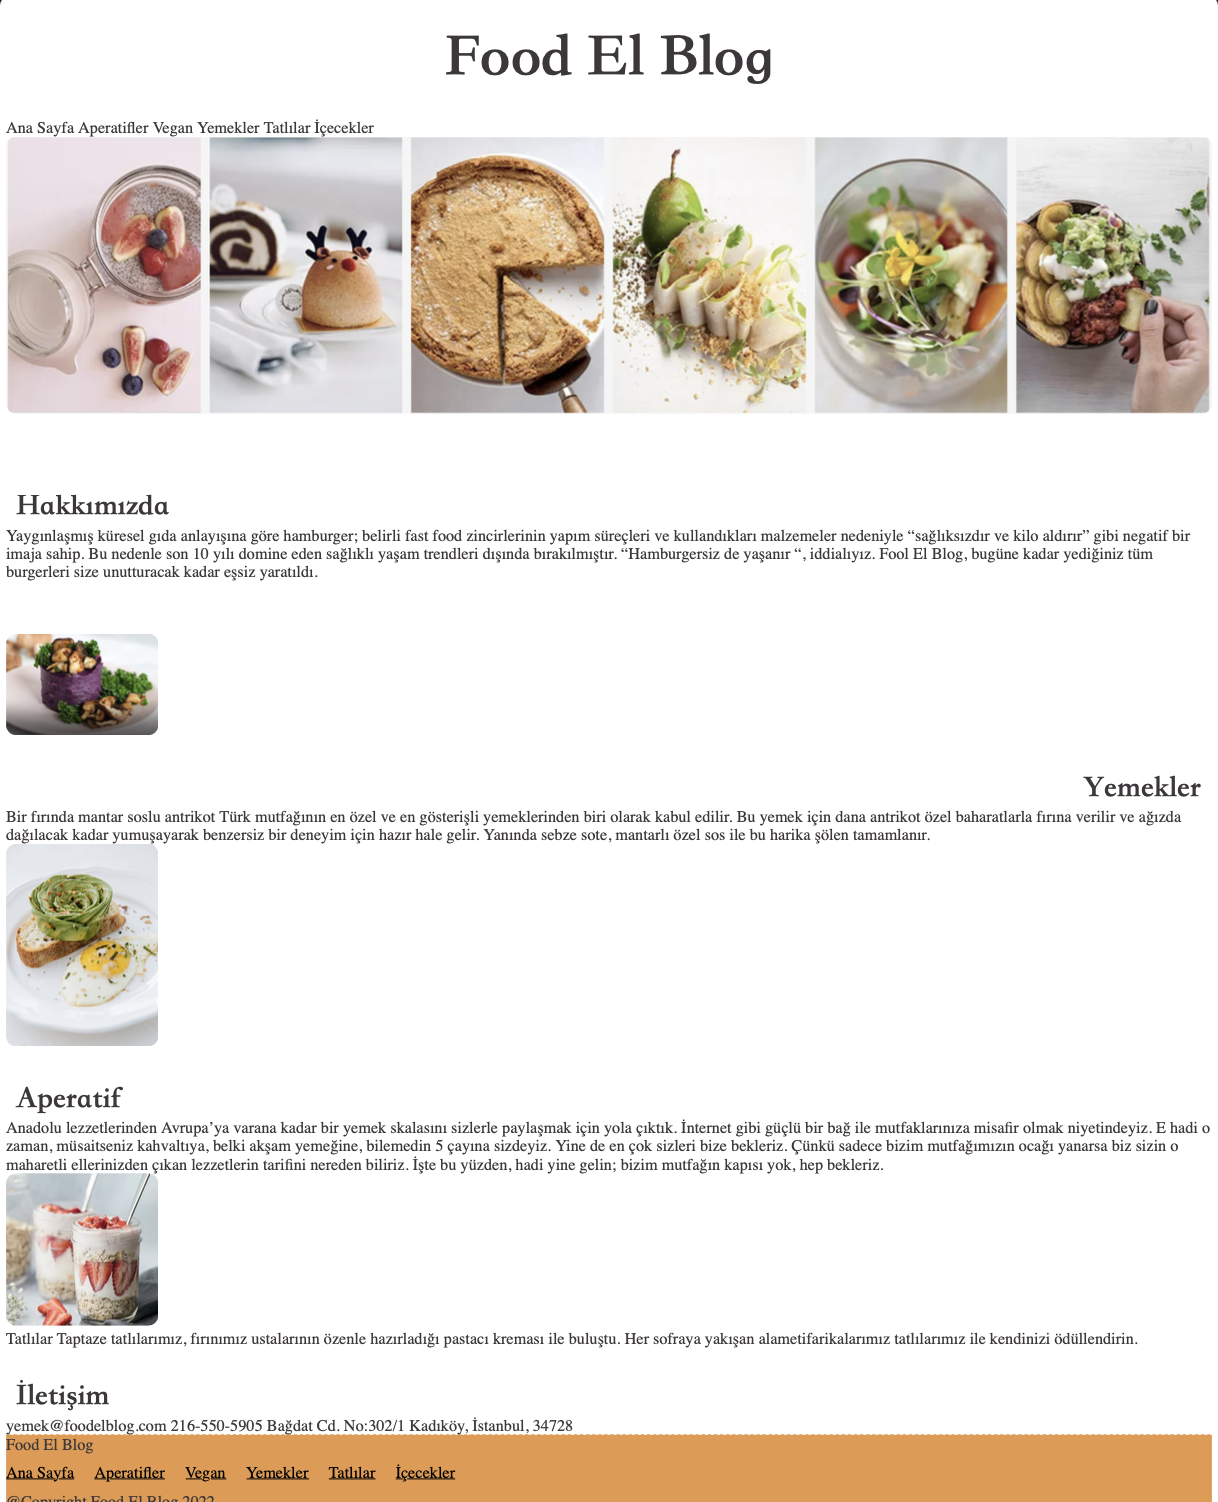 Food El Blog
Ana Sayfa Aperatifler Vegan Yemekler Tatlılar İçecekler
Hakkımızda
Yaygınlaşmış küresel gıda anlayışına göre hamburger; belirli fast food zincirlerinin yapım süreçleri ve kullandıkları malzemeler nedeniyle “sağlıksızdır ve kilo aldırır” gibi negatif bir
imaja sahip. Bu nedenle son 10 yılı domine eden sağlıklı yaşam trendleri dışında bırakılmıştır. “Hamburgersiz de yaşanır “, iddialıyız. Fool El Blog, bugüne kadar yediğiniz tüm
burgerleri size unutturacak kadar eşsiz yaratıldı.
Yemekler
Bir fırında mantar soslu antrikot Türk mutfağının en özel ve en gösterişli yemeklerinden biri olarak kabul edilir. Bu yemek için dana antrikot özel baharatlarla fırına verilir ve ağızda
dağılacak kadar yumuşayarak benzersiz bir deneyim için hazır hale gelir. Yanında sebze sote, mantarlı özel sos ile bu harika şölen tamamlanır.
Aperatif
Anadolu lezzetlerinden Avrupa’ya varana kadar bir yemek skalasını sizlerle paylaşmak için yola çıktık. İnternet gibi güçlü bir bağ ile mutfaklarınıza misafir olmak niyetindeyiz. E hadi o
zaman, müsaitseniz kahvaltıya, belki akşam yemeğine, bilemedin 5 çayına sizdeyiz. Yine de en çok sizleri bize bekleriz. Çünkü sadece bizim mutfağımızın ocağı yanarsa biz sizin o
maharetli ellerinizden çıkan lezzetlerin tarifini nereden biliriz. İşte bu yüzden, hadi yine gelin; bizim mutfağın kapısı yok, hep bekleriz.
Tatlılar Taptaze tatlılarımız, fırınımız ustalarının özenle hazırladığı pastacı kreması ile buluştu. Her sofraya yakışan alametifarikalarımız tatlılarımız ile kendinizi ödüllendirin.
İletişim
yemek@foodelblog.com 216-550-5905 Bağdat Cd. No:302/1 Kadıköy, İstanbul, 34728
Food El Blog
Ana Sayfa Aperatifler Vegan Yemekler Tatlılar İçecekler
@Copyright Food El Blog 2022